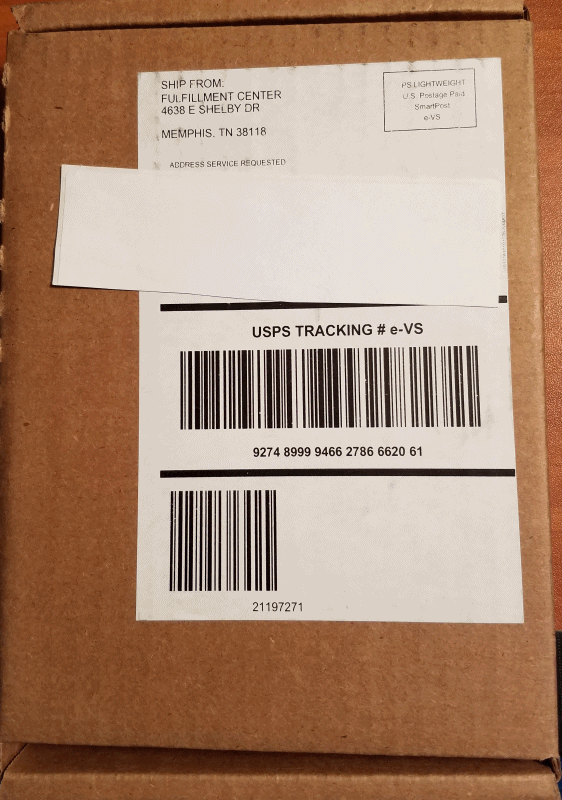 SHIP FROM:
FULFILLMENT CENTER
4638 E SHELBY DR
MEMPHIS. TN 38118
PS.LIGHTWEIGHT
U.S. Postage Paid
SmartPost
e-VS
ADDRESS SERVICE REQUESTED
USPS TRACKING # e-VS
9274 8999 9466 2786 6620 61
21197271